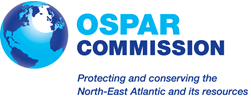 OSPAR
COMMISSION
Protecting and conserving the
North-East Atlantic and its resources